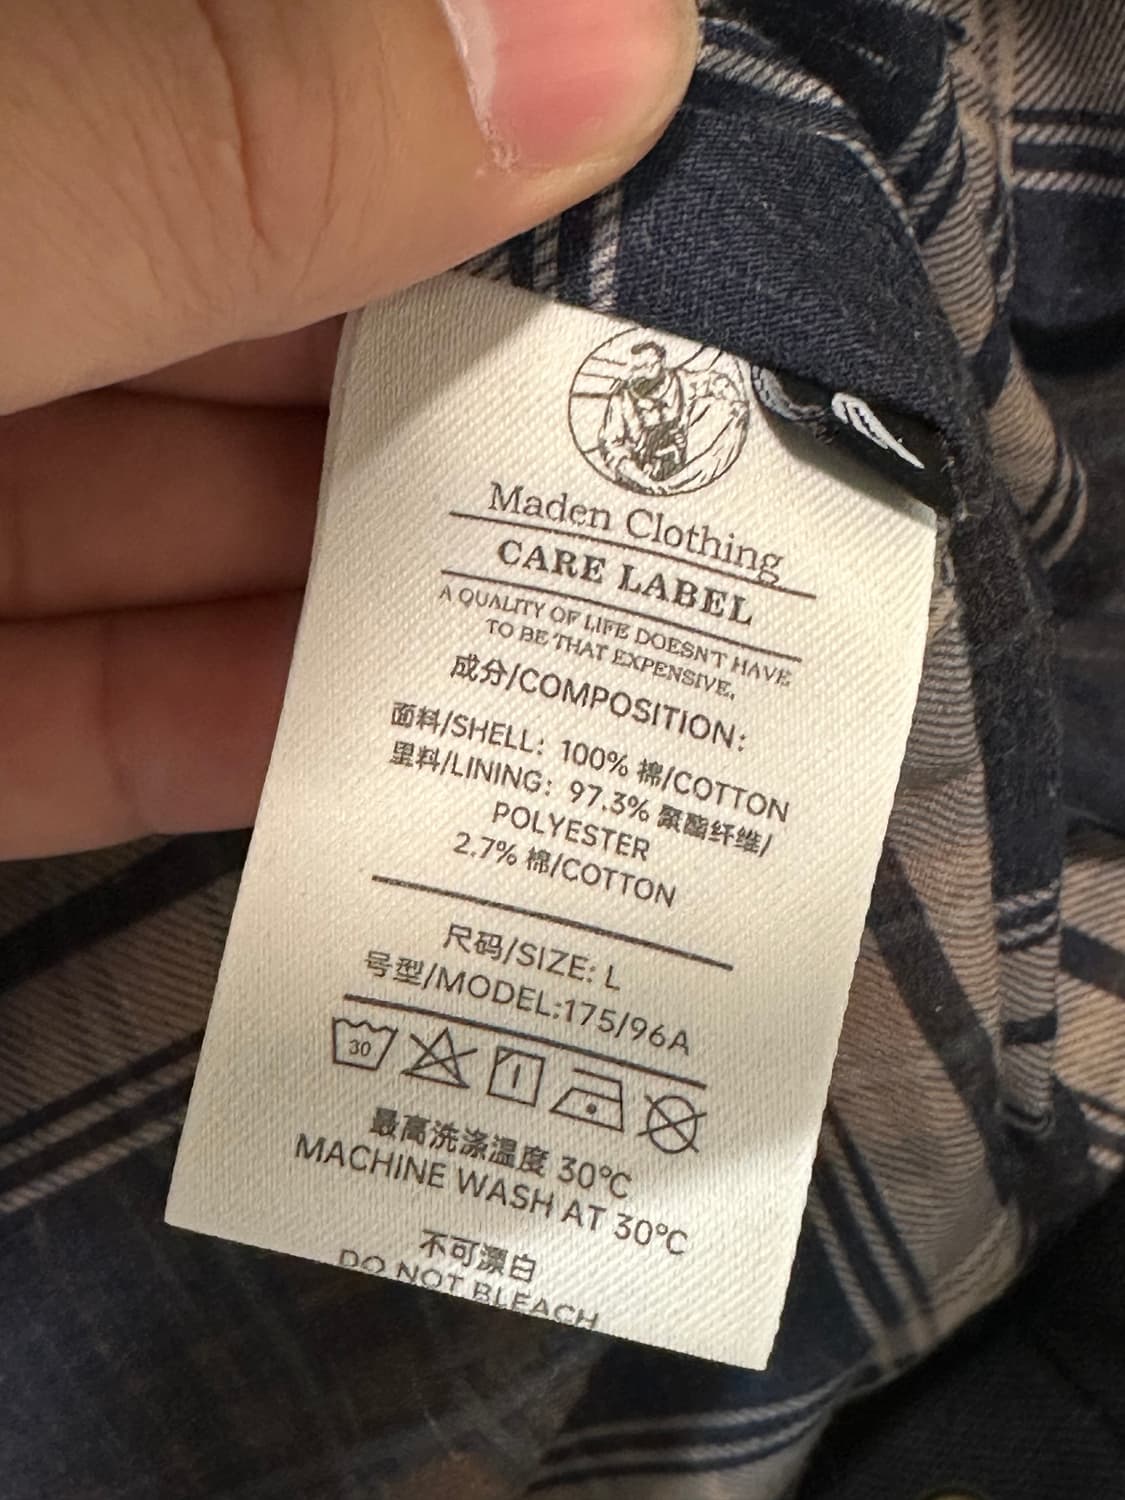 Maden Clothing
CARE LABEL
A QUALITY OF LIFE DOESN'T HAVE
TO BE THAT EXPENSIVE.
成分/COMPOSITION:
面料/SHELL: 100% 棉/COTTON
里料/LINING: 97.3% 聚酯纤维/
POLYESTER
2.7% 棉/COTTON
尺码/SIZE: L
号型/MODEL:175/96A
30
最高洗涤温度 30℃
MACHINE WASH AT 30℃
不可漂白
DO NOT BLEACH